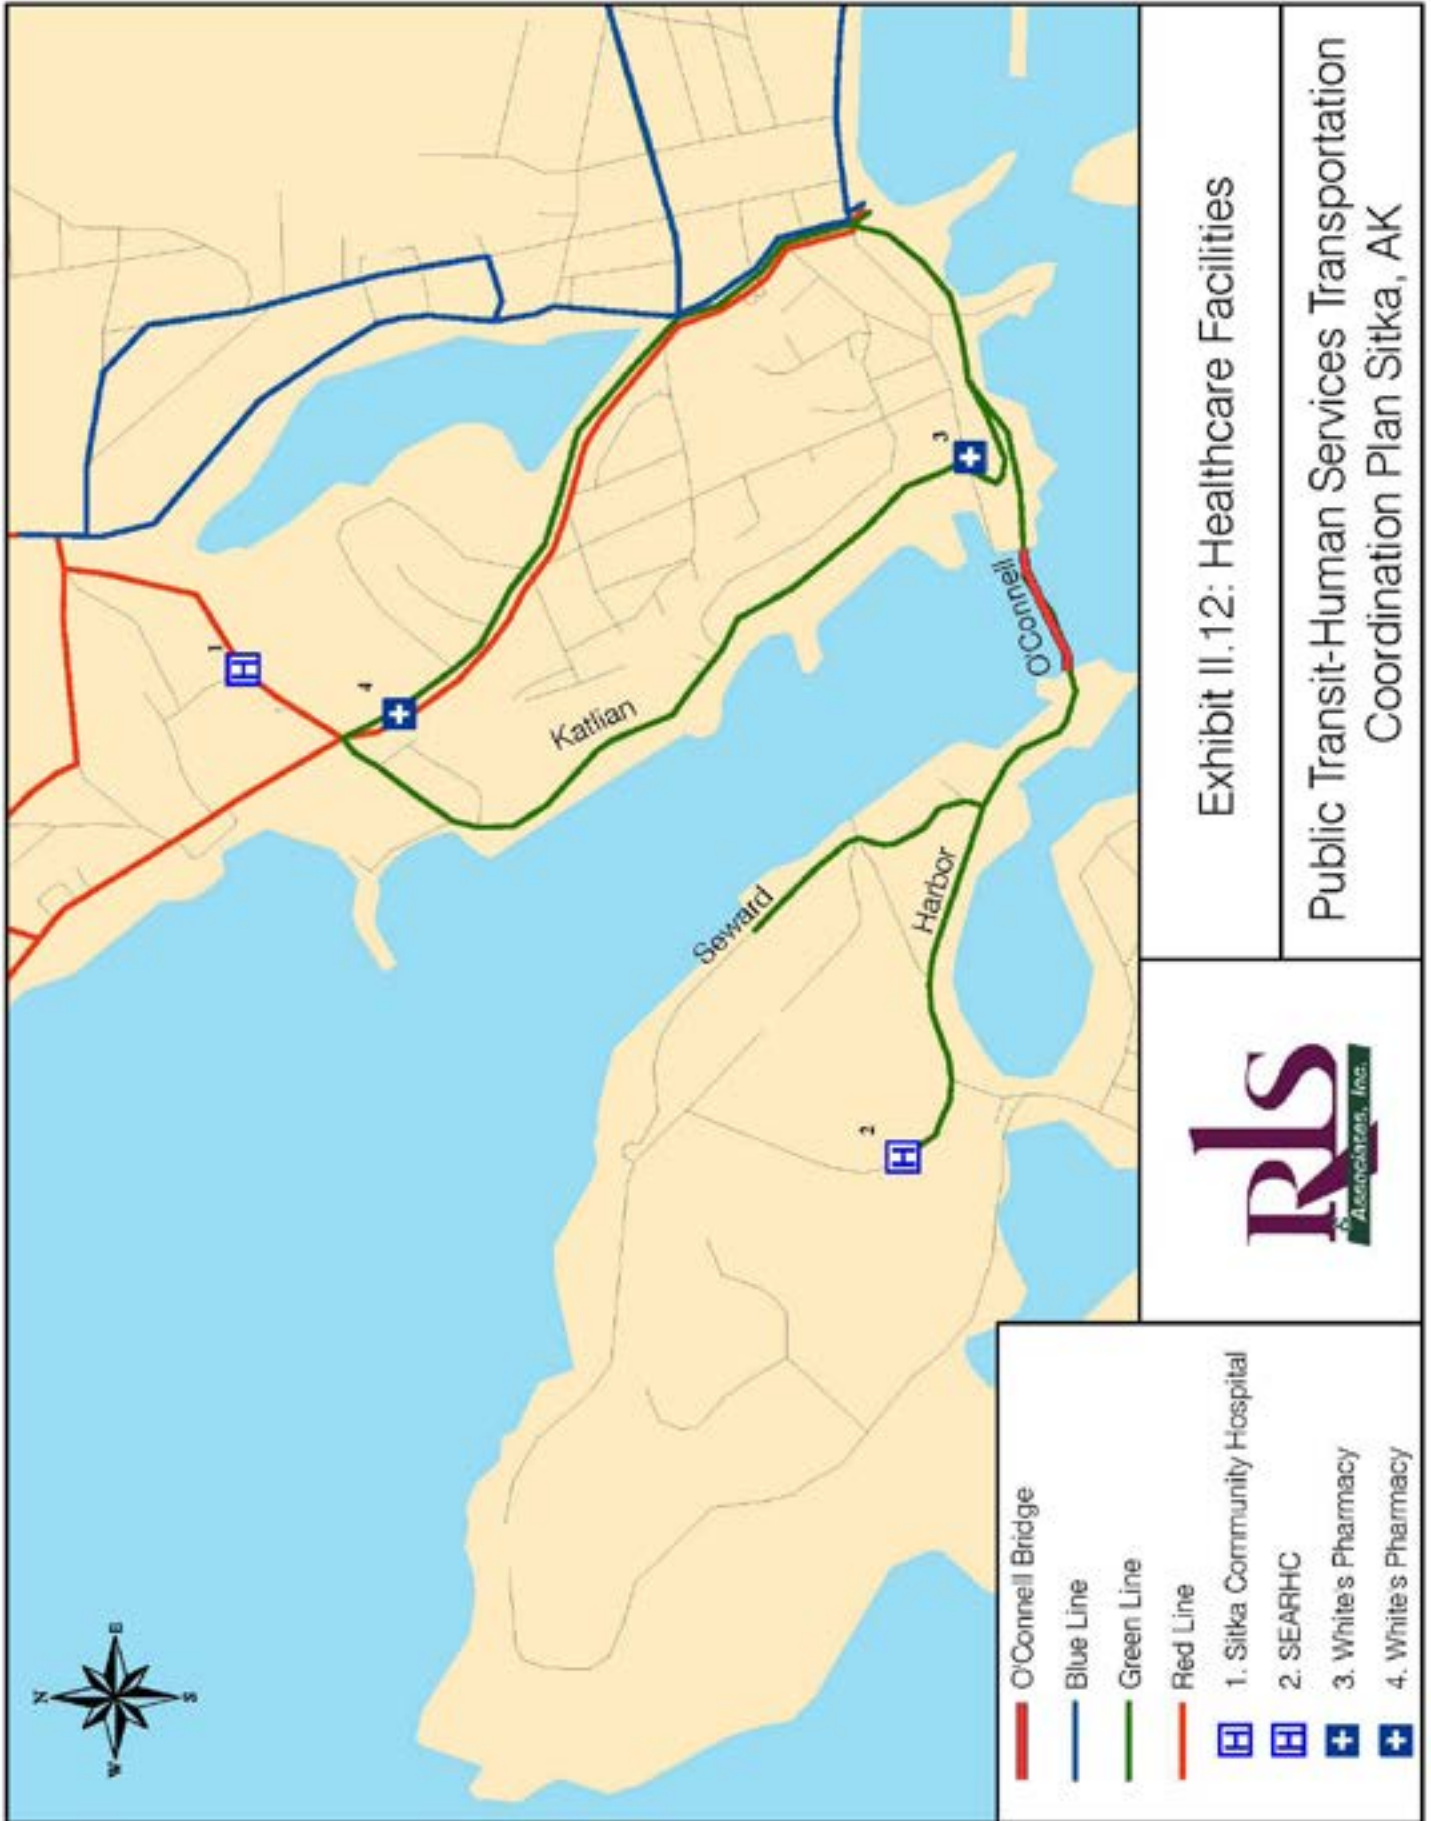 N
W
E
S
1
4
3
2
Katlian
O'Connell
Seward
Harbor
O'Connell Bridge
Blue Line
Green Line
Red Line
H 1. Sitka Community Hospital
H 2. SEARHC
3. White's Pharmacy
4. White's Pharmacy
RLS
& Associates, Inc.
Exhibit II.12: Healthcare Facilities
Public Transit-Human Services Transportation
Coordination Plan Sitka, AK